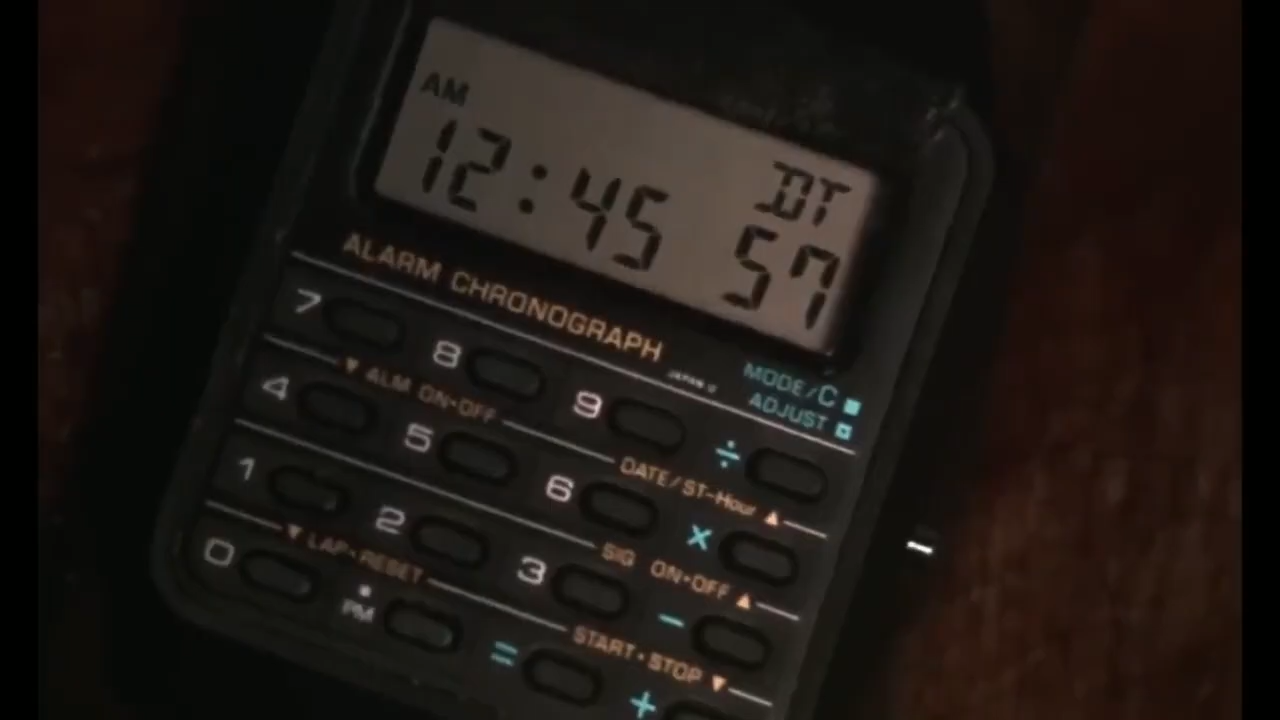 AM
DT
12:45 57
ALARM CHRONOGRAPH
JAPAN
MODE/C
ADJUST
7 8 9 ÷
▼ ALM ON•OFF
DATE/ST-Hour ▲
4 5 6 ×
SIG ON•OFF ▲
1 2 3 −
▼ LAP•RESET
START•STOP ▼
0 • = +
PM